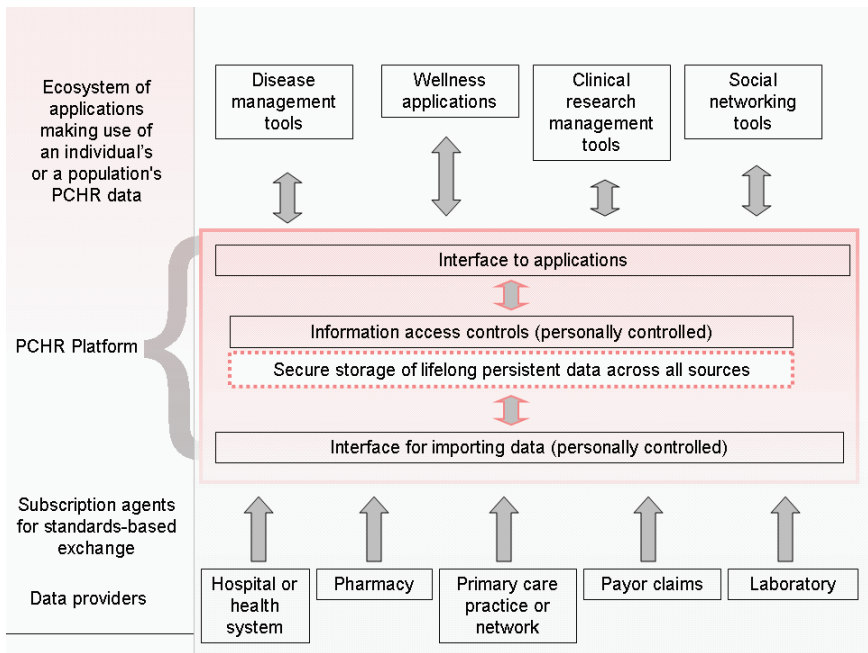 Ecosystem of
applications
making use of
an individual's
or a population's
PCHR data
Disease
management
tools
Wellness
applications
Clinical
research
management
tools
Social
networking
tools
PCHR Platform
Interface to applications
Information access controls (personally controlled)
Secure storage of lifelong persistent data across all sources
Interface for importing data (personally controlled)
Subscription agents
for standards-based
exchange
Data providers
Hospital or
health
system
Pharmacy
Primary care
practice or
network
Payor claims
Laboratory